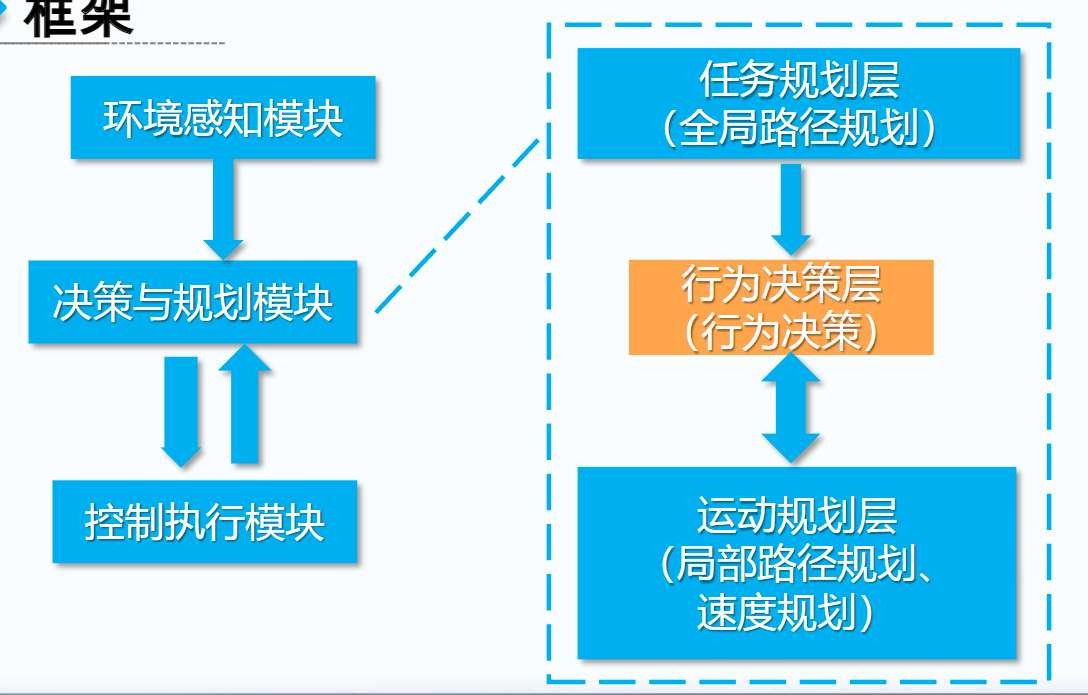 框架
环境感知模块
决策与规划模块
控制执行模块
任务规划层
（全局路径规划）
行为决策层
（行为决策）
运动规划层
（局部路径规划、
速度规划）